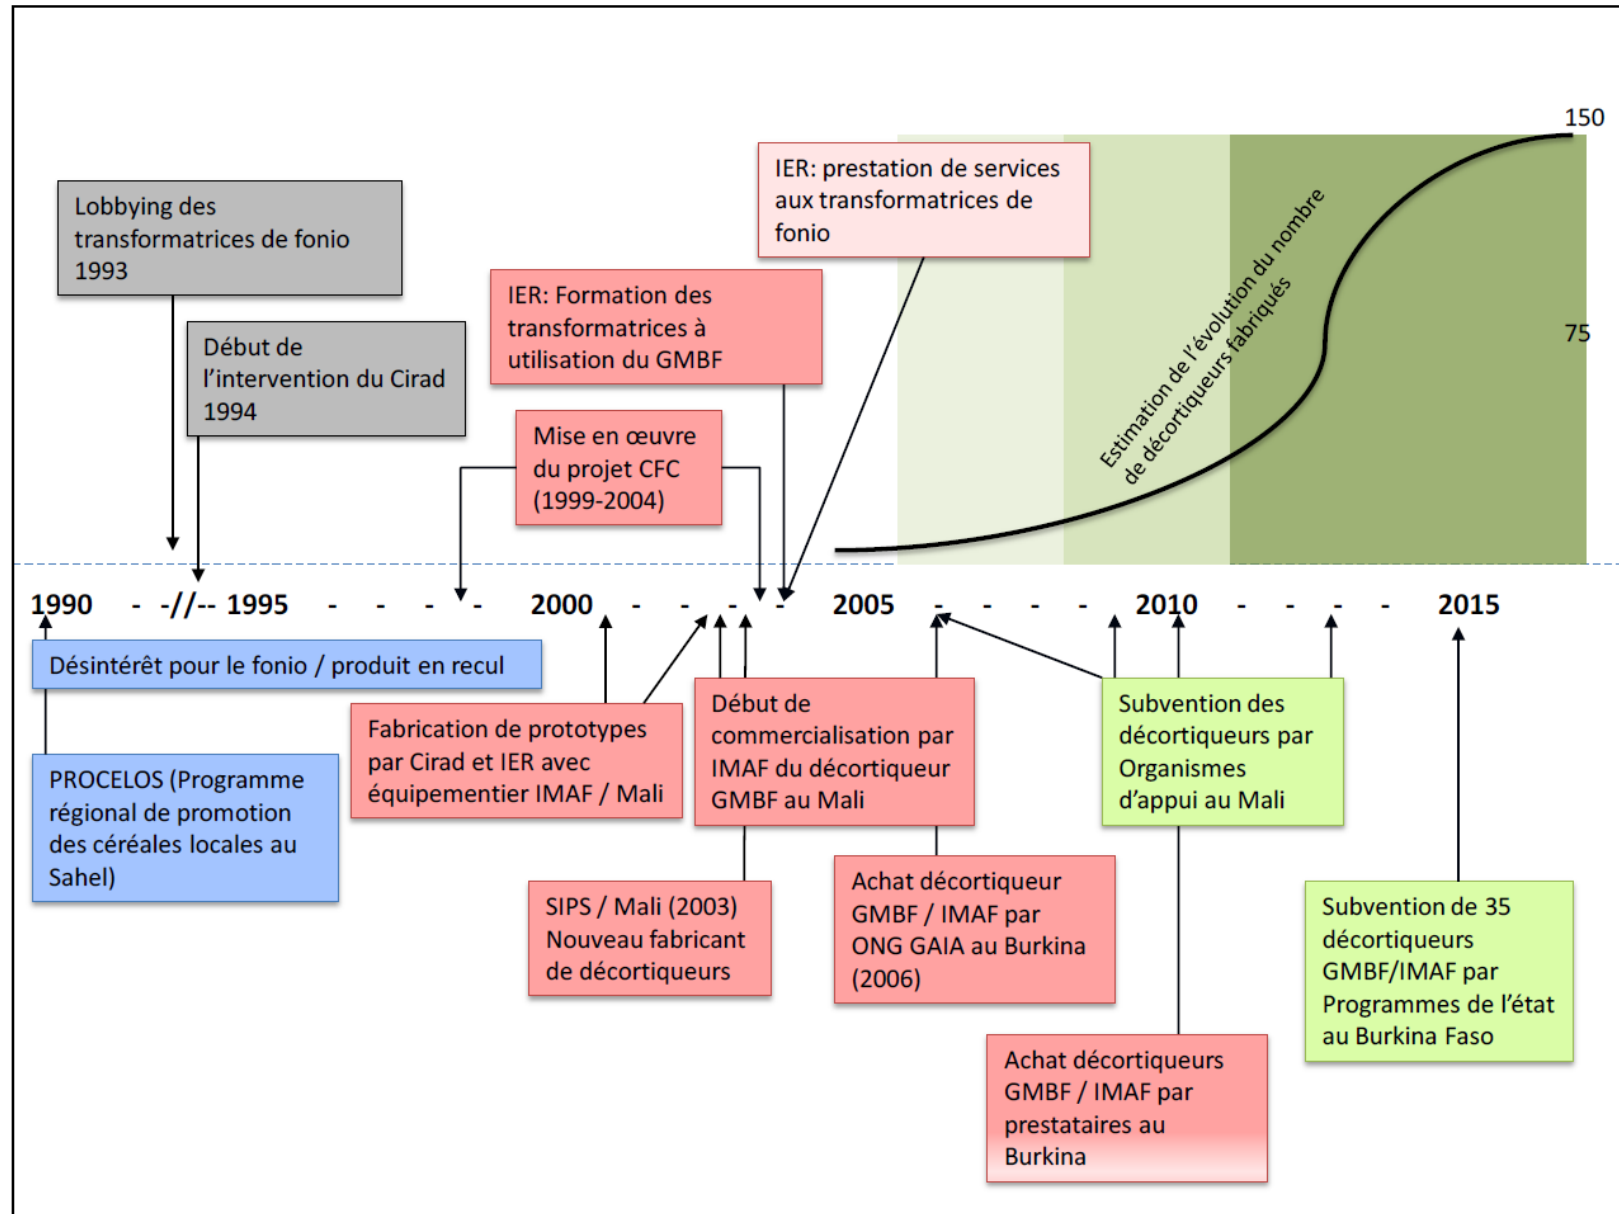 150
IER: prestation de services
aux transformatrices de
fonio
Lobbying des
transformatrices de fonio
1993
IER: Formation des
transformatrices à
utilisation du GMBF
Estimation de l'évolution du nombre
de décortiqueurs fabriqués
75
Début de
l'intervention du Cirad
1994
Mise en œuvre
du projet CFC
(1999-2004)
1990 - -//-- 1995 - - - - 2000 - - - - 2005 - - - - 2010 - - - - 2015
Désintérêt pour le fonio / produit en recul
PROCELOS (Programme
régional de promotion
des céréales locales au
Sahel)
Fabrication de prototypes
par Cirad et IER avec
équipementier IMAF / Mali
Début de
commercialisation par
IMAF du décortiqueur
GMBF au Mali
Subvention des
décortiqueurs par
Organismes
d'appui au Mali
SIPS / Mali (2003)
Nouveau fabricant
de décortiqueurs
Achat décortiqueur
GMBF / IMAF par
ONG GAIA au Burkina
(2006)
Subvention de 35
décortiqueurs
GMBF/IMAF par
Programmes de l'état
au Burkina Faso
Achat décortiqueurs
GMBF / IMAF par
prestataires au
Burkina